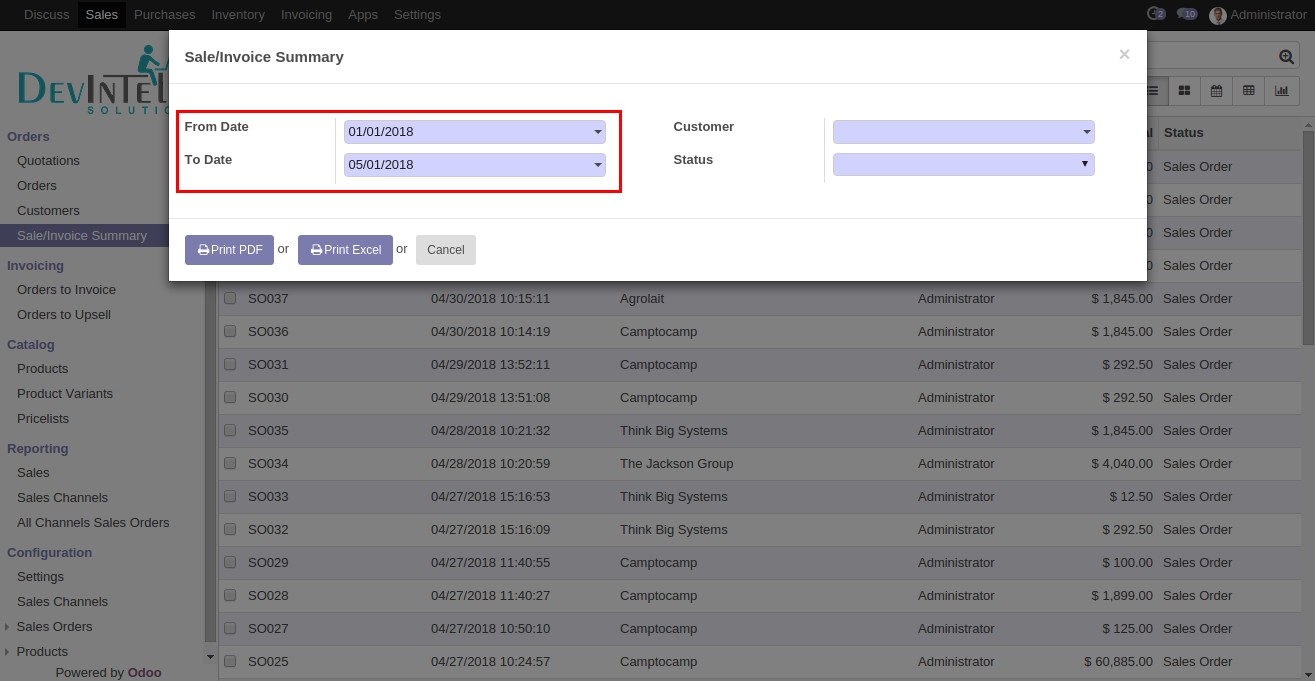 Discuss Sales Purchases Inventory Invoicing Apps Settings 2 10 Administrator
Sale/Invoice Summary ×
DEVINTEL
SOLUTIO
From Date 01/01/2018 Customer
To Date 05/01/2018 Status
Print PDF or Print Excel or Cancel
Orders
Quotations
Orders
Customers
Sale/Invoice Summary
Invoicing
Orders to Invoice
Orders to Upsell
Catalog
Products
Product Variants
Pricelists
Reporting
Sales
Sales Channels
All Channels Sales Orders
Configuration
Settings
Sales Channels
Sales Orders
Products
Powered by Odoo
Status
0 Sales Order
0 Sales Order
0 Sales Order
0 Sales Order
SO037 04/30/2018 10:15:11 Agrolait Administrator $ 1,845.00 Sales Order
SO036 04/30/2018 10:14:19 Camptocamp Administrator $ 1,845.00 Sales Order
SO031 04/29/2018 13:52:11 Camptocamp Administrator $ 292.50 Sales Order
SO030 04/29/2018 13:51:08 Camptocamp Administrator $ 292.50 Sales Order
SO035 04/28/2018 10:21:32 Think Big Systems Administrator $ 1,845.00 Sales Order
SO034 04/28/2018 10:20:59 The Jackson Group Administrator $ 4,040.00 Sales Order
SO033 04/27/2018 15:16:53 Think Big Systems Administrator $ 12.50 Sales Order
SO032 04/27/2018 15:16:09 Think Big Systems Administrator $ 292.50 Sales Order
SO029 04/27/2018 11:40:55 Camptocamp Administrator $ 100.00 Sales Order
SO028 04/27/2018 11:40:27 Camptocamp Administrator $ 1,899.00 Sales Order
SO027 04/27/2018 10:50:10 Camptocamp Administrator $ 125.00 Sales Order
SO025 04/27/2018 10:24:57 Camptocamp Administrator $ 60,885.00 Sales Order